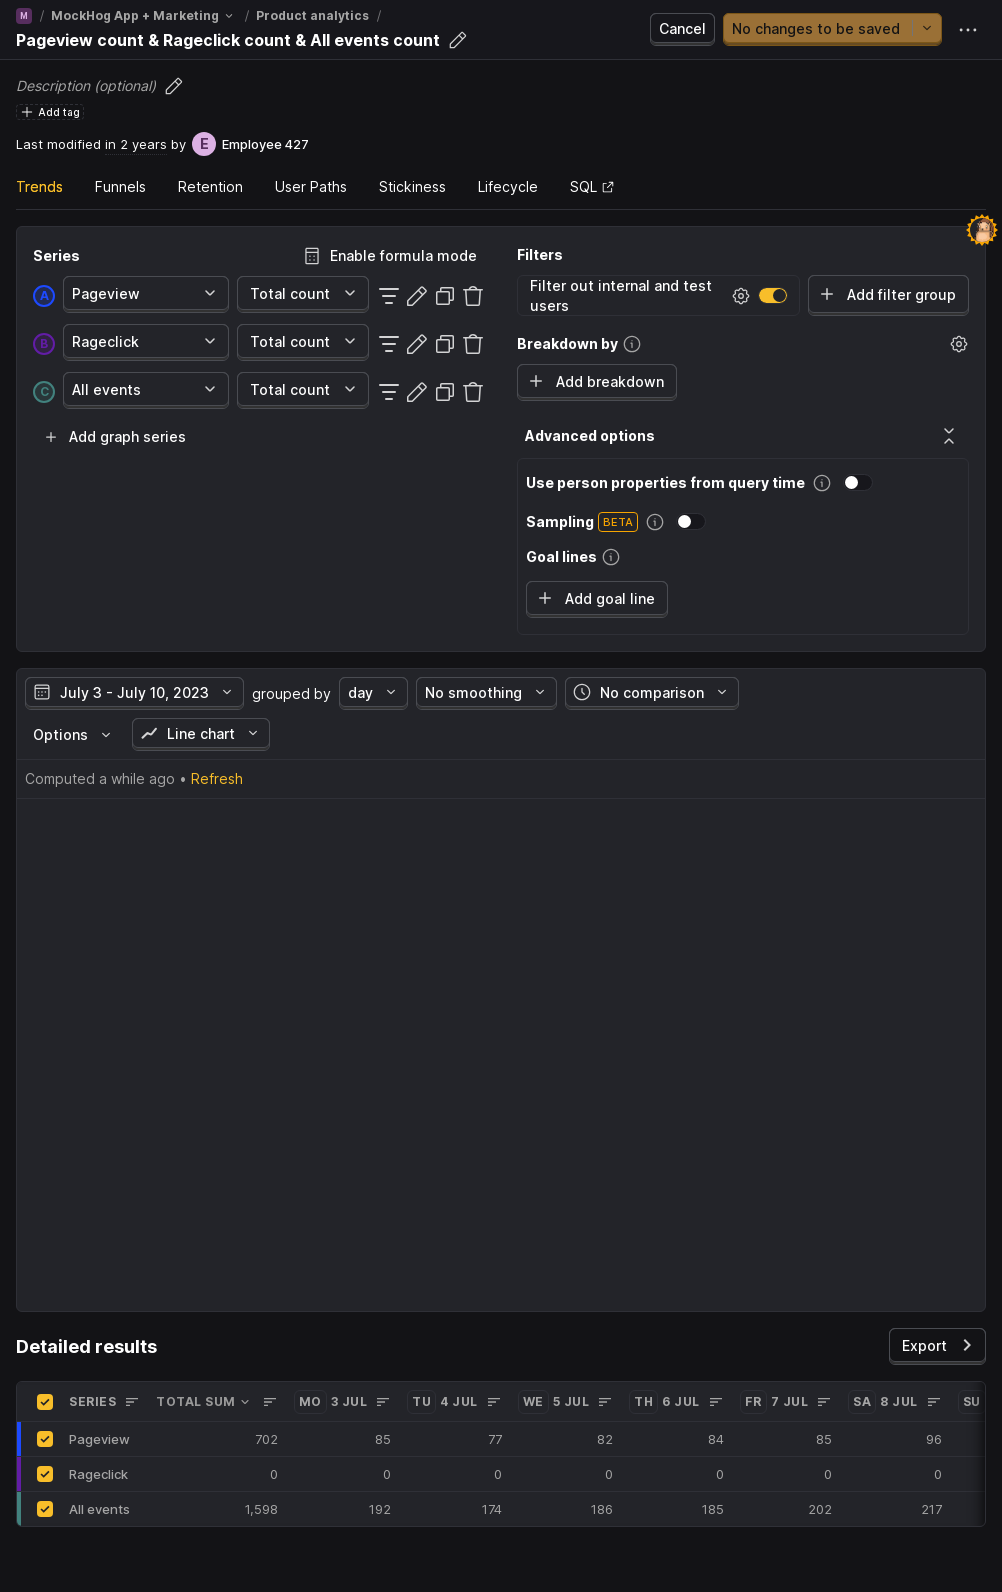 M / MockHog App + Marketing / Product analytics /
Pageview count & Rageclick count & All events count
Cancel
No changes to be saved
Description (optional)
Add tag
Last modified in 2 years by E Employee 427
Trends Funnels Retention User Paths Stickiness Lifecycle SQL
Series
Enable formula mode
A Pageview Total count
B Rageclick Total count
C All events Total count
Add graph series
Filters
Filter out internal and test
users
Add filter group
Breakdown by
Add breakdown
Advanced options
Use person properties from query time
Sampling BETA
Goal lines
Add goal line
July 3 - July 10, 2023 grouped by day No smoothing No comparison
Options Line chart
Computed a while ago • Refresh
Detailed results
Export
SERIES TOTAL SUM MO 3 JUL TU 4 JUL WE 5 JUL TH 6 JUL FR 7 JUL SA 8 JUL SU
Pageview 702 85 77 82 84 85 96
Rageclick 0 0 0 0 0 0 0
All events 1,598 192 174 186 185 202 217